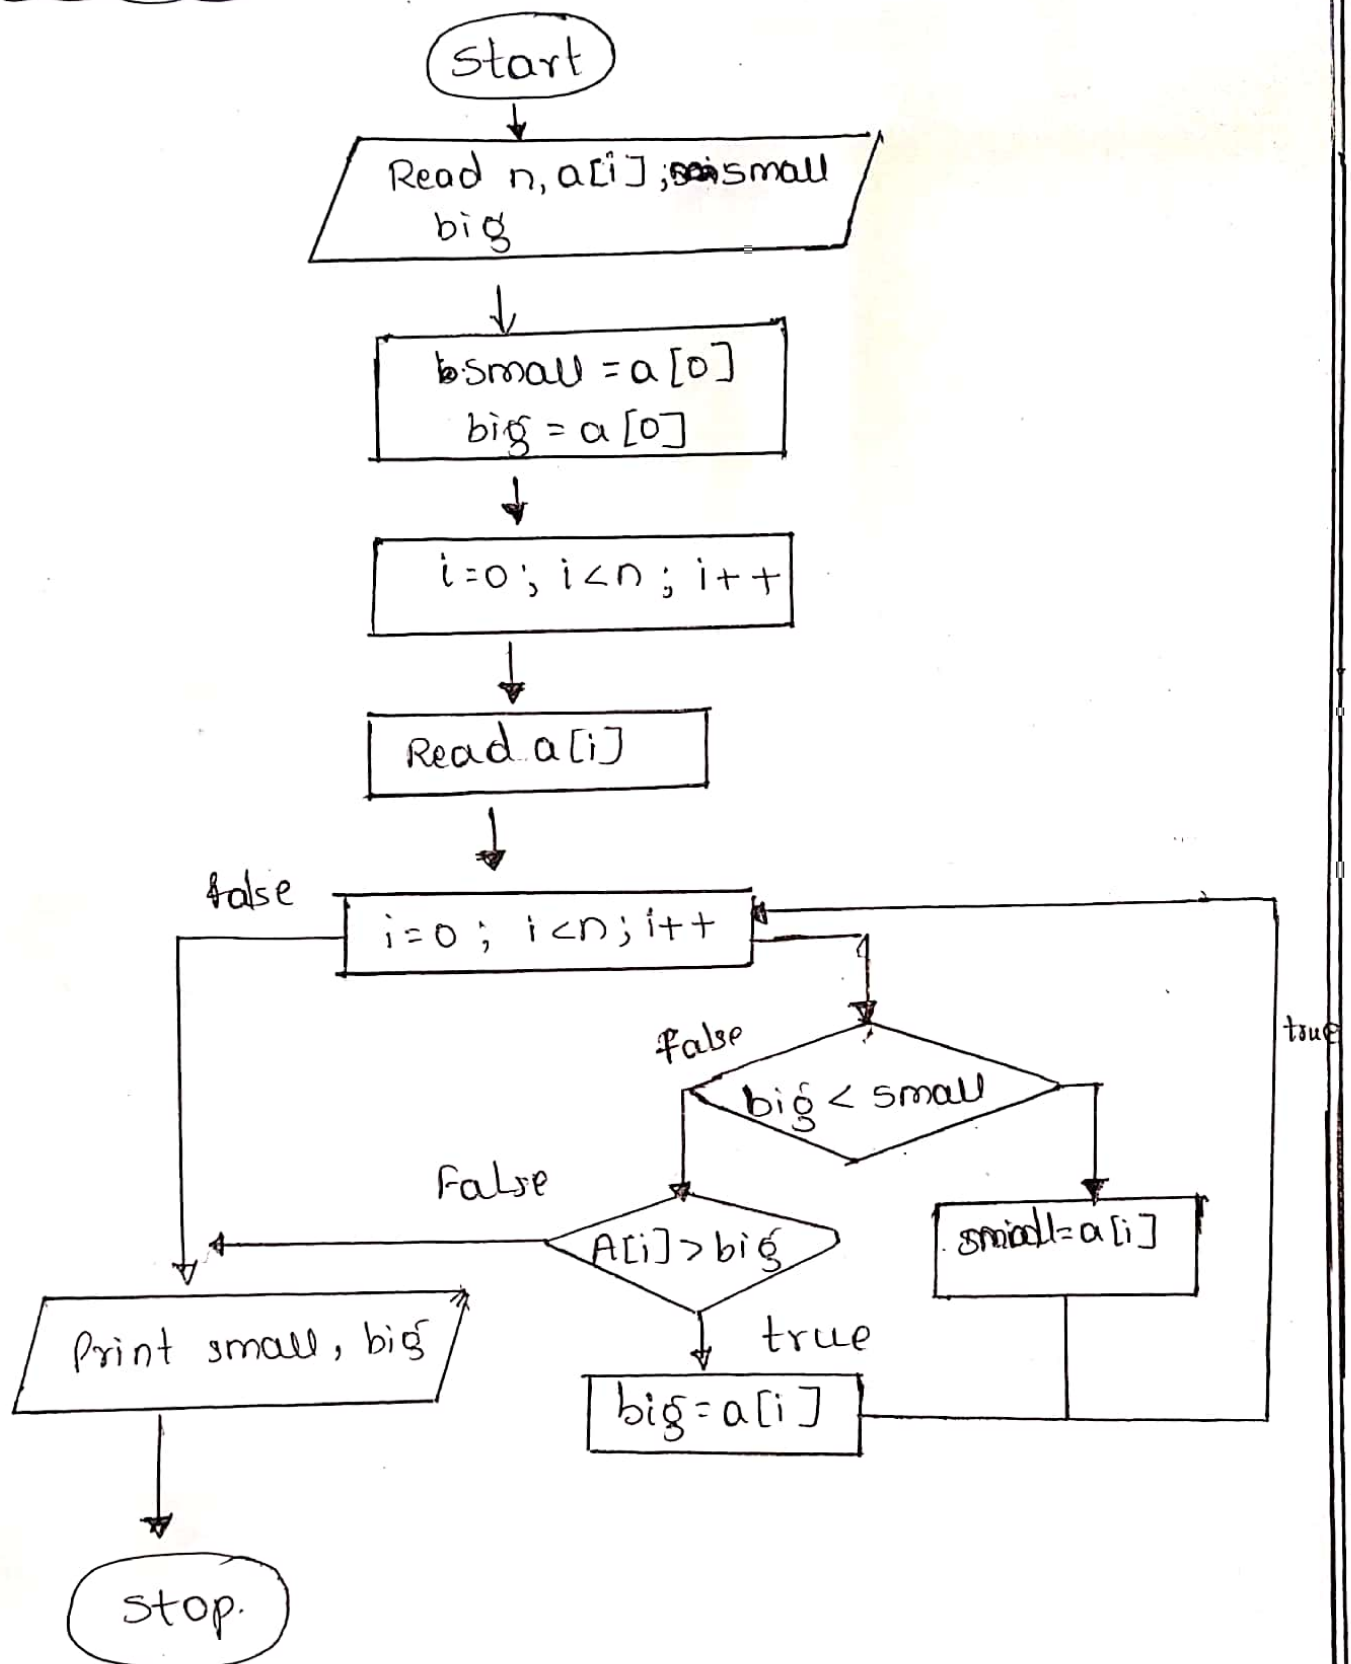 Start
Read n, a[i]; small
big
small = a[0]
big = a[0]
i=0; i<n; i++
Read a[i]
false
i=0; i<n; i++
true
false
big < small
False
A[i]>big
small=a[i]
true
Print small, big
big=a[i]
Stop.